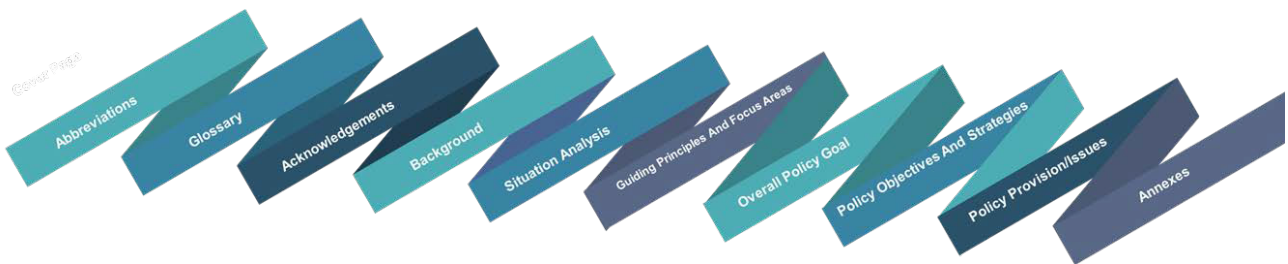 Cover Page
Abbreviations
Glossary
Acknowledgements
Background
Situation Analysis
Guiding Principles And Focus Areas
Overall Policy Goal
Policy Objectives And Strategies
Policy Provision/Issues
Annexes